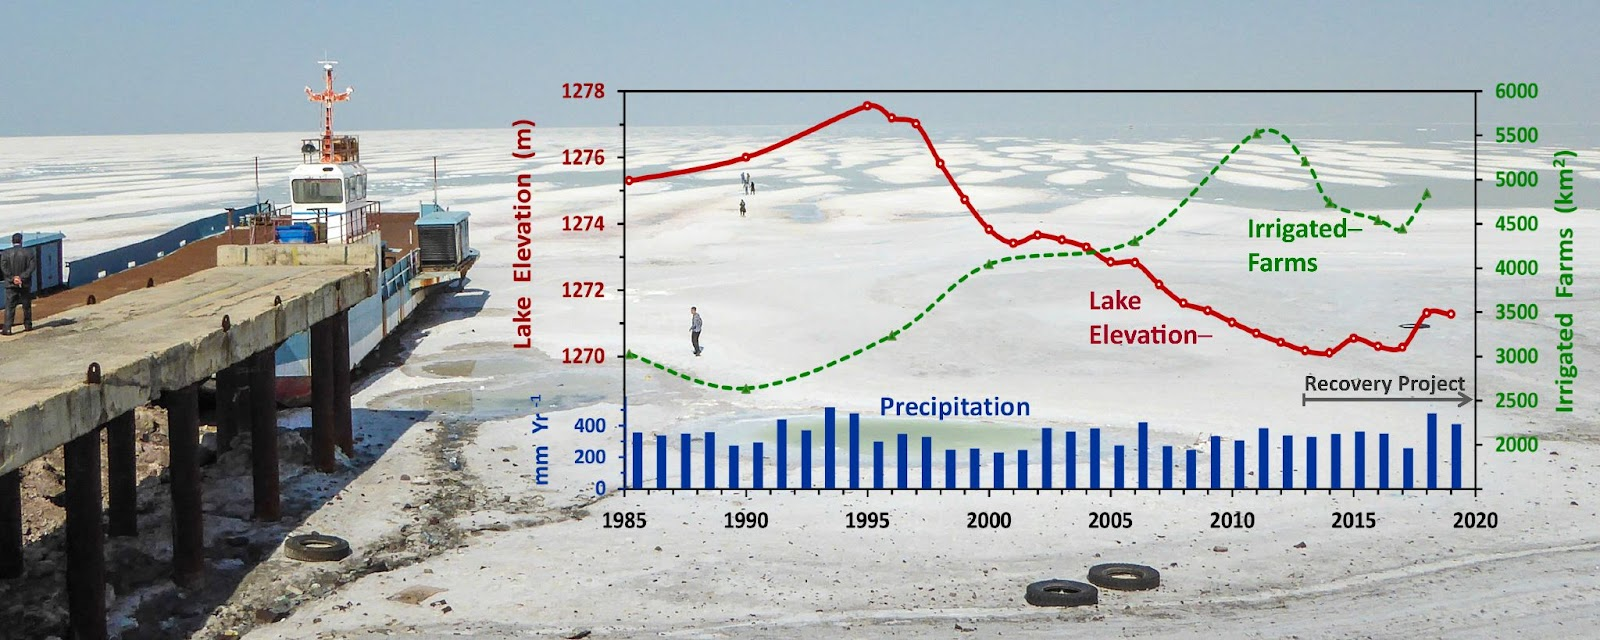 1278
1276
1274
1272
1270
Lake Elevation (m)
400
200
0
mm Yr-1
6000
5500
5000
4500
4000
3500
3000
2500
2000
Irrigated Farms (km2)
Irrigated–
Farms
Lake
Elevation–
Recovery Project
Precipitation
1985 1990 1995 2000 2005 2010 2015 2020